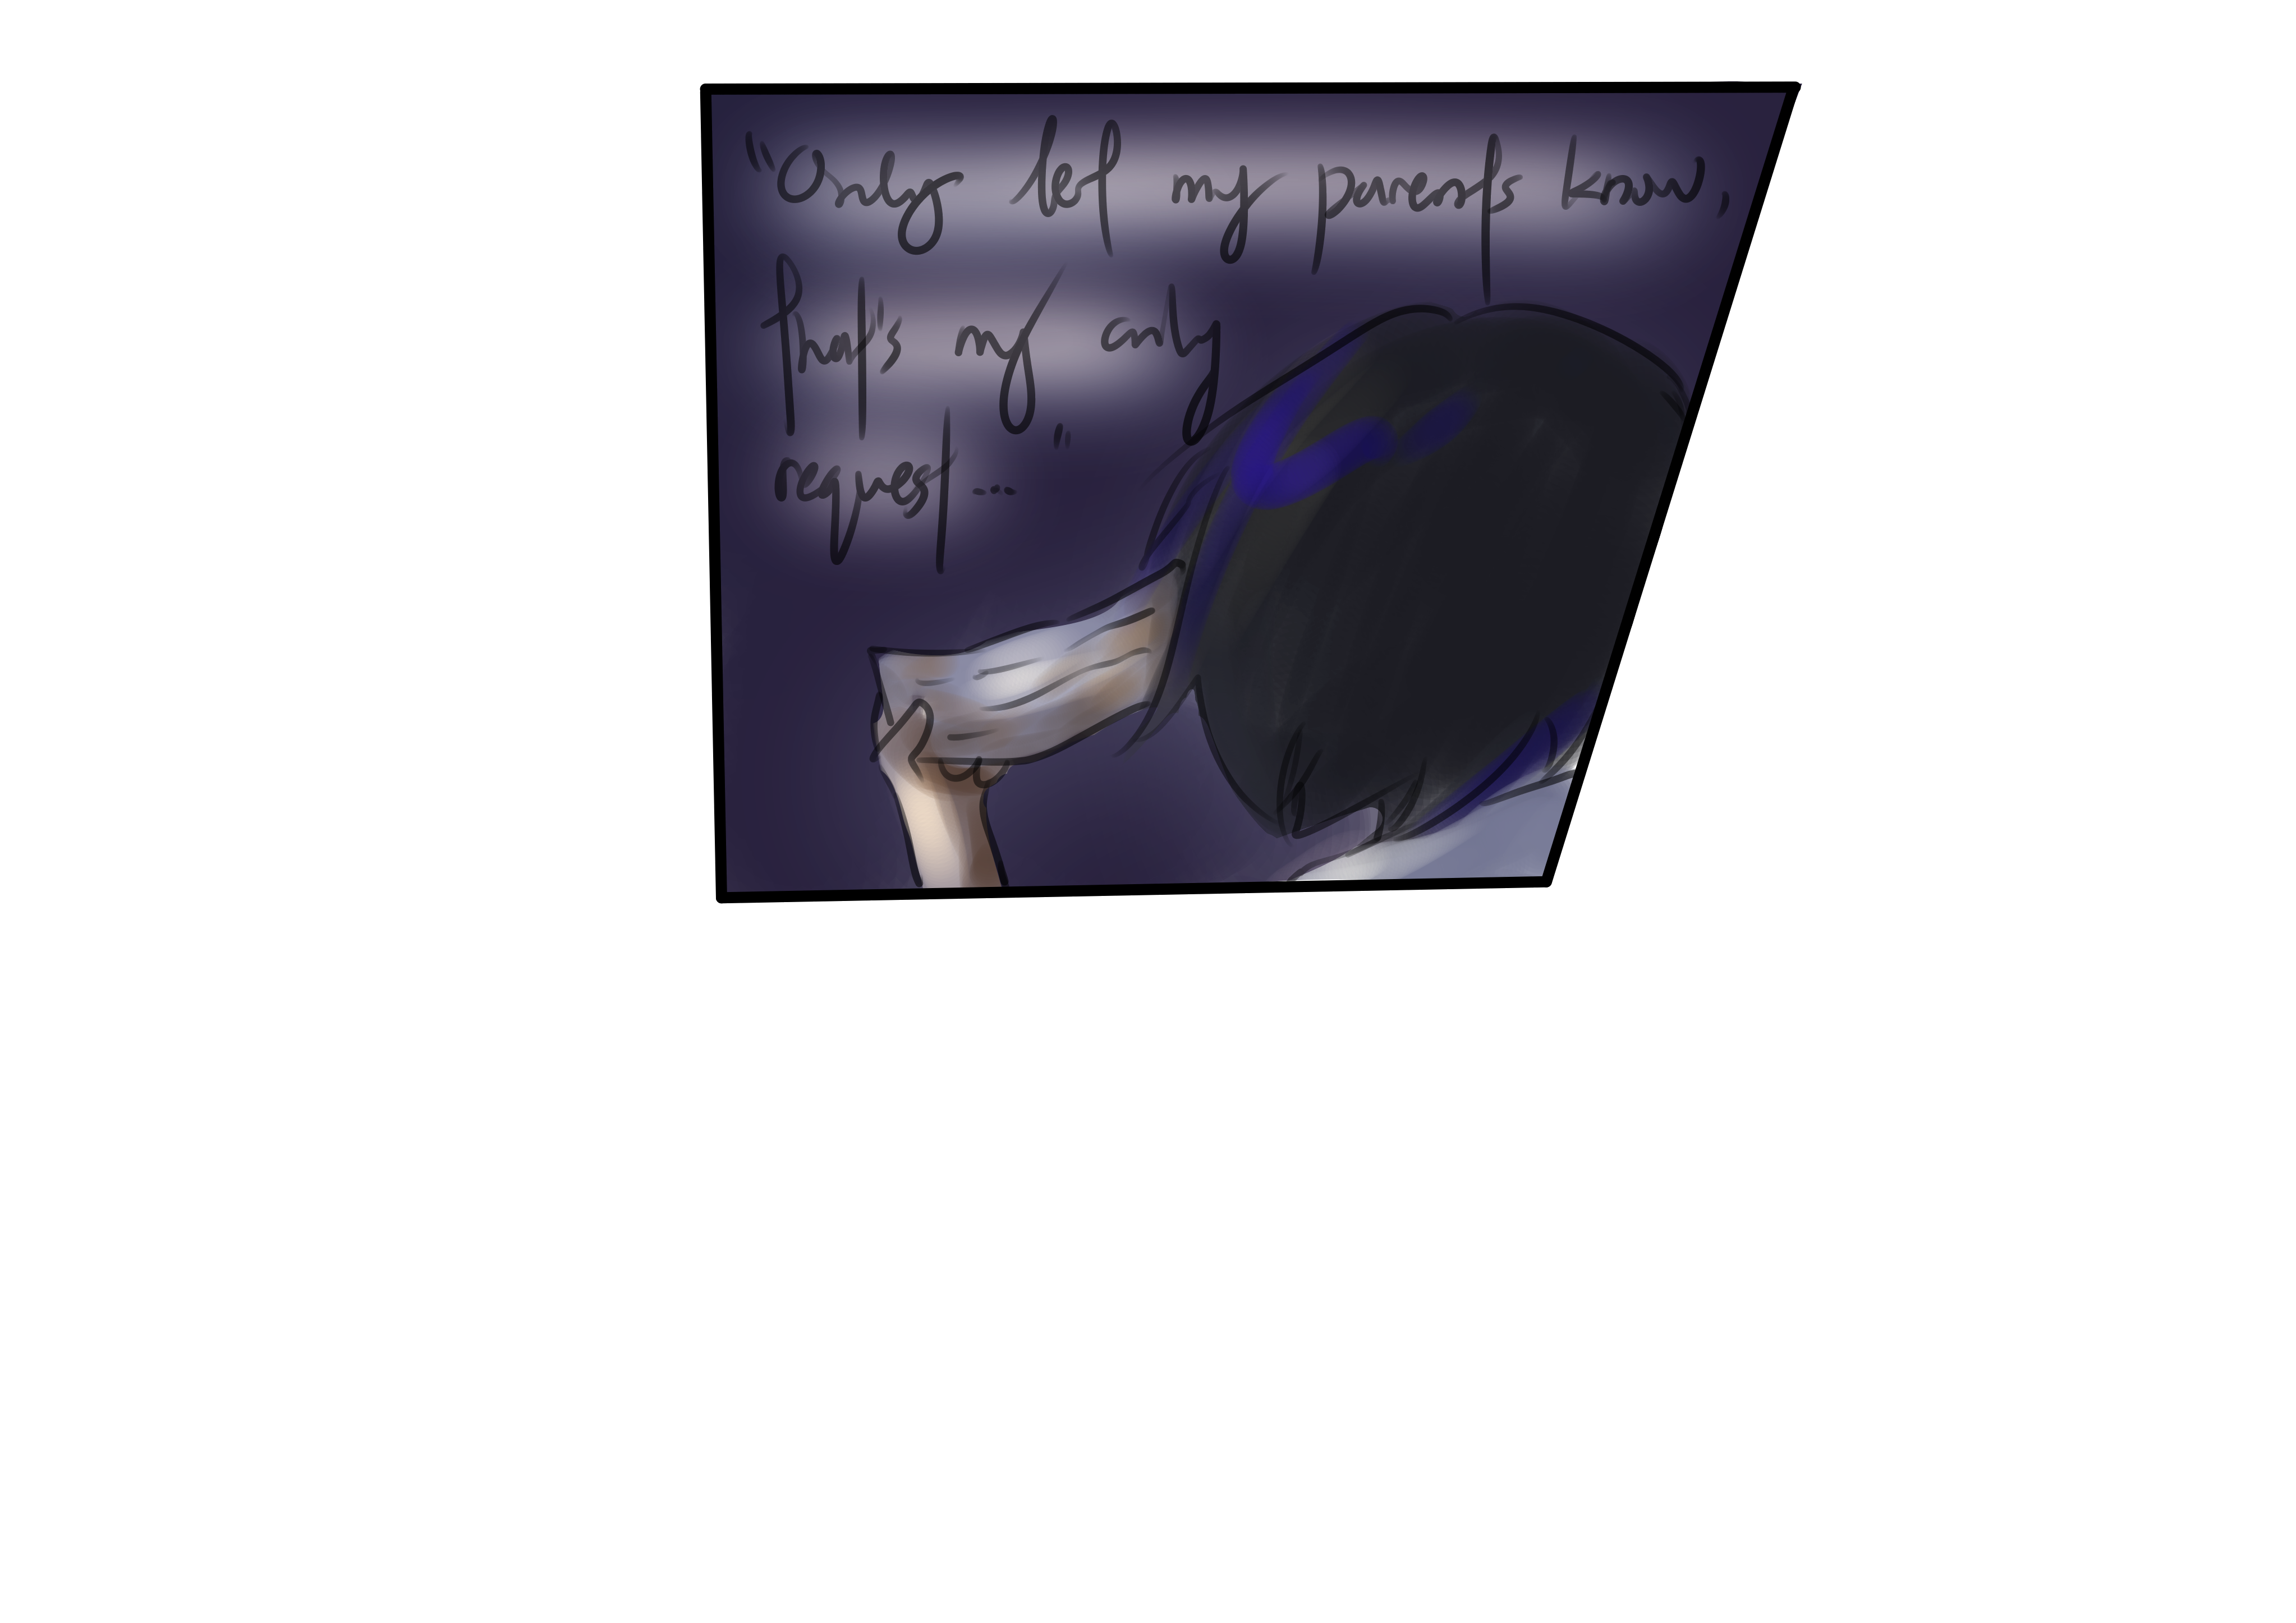 "Only let my parents know,
that's my only
request..."